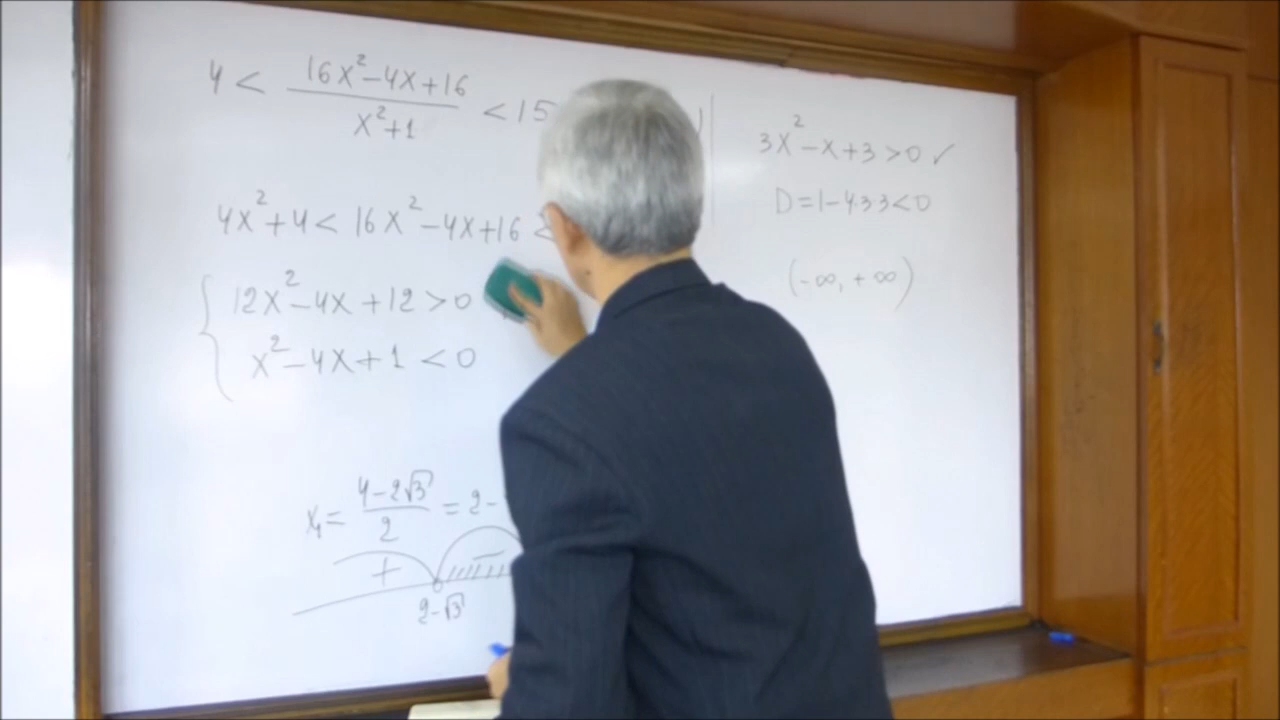 4 < (16x²-4x+16)/(x²+1) < 15
4x²+4 < 16x²-4x+16 <
12x²-4x+12 > 0
x²-4x+1 < 0
x₁ = (4-2√3)/2 = 2-
+ −
2-√3
3x²-x+3 > 0 ✓
D=1-4·3·3<0
(-∞, +∞)